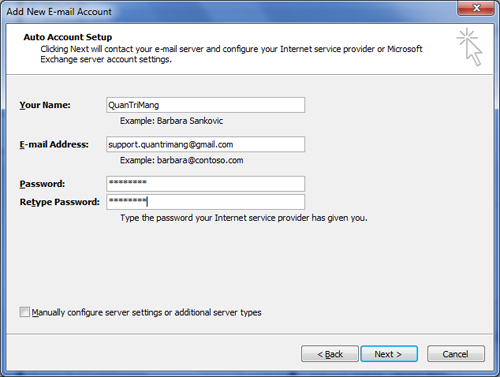 Add New E-mail Account
Auto Account Setup
Clicking Next will contact your e-mail server and configure your Internet service provider or Microsoft
Exchange server account settings.
Your Name: QuanTriMang
Example: Barbara Sankovic
E-mail Address: support.quantrimang@gmail.com
Example: barbara@contoso.com
Password: ********
Retype Password: ********
Type the password your Internet service provider has given you.
Manually configure server settings or additional server types
< Back Next > Cancel